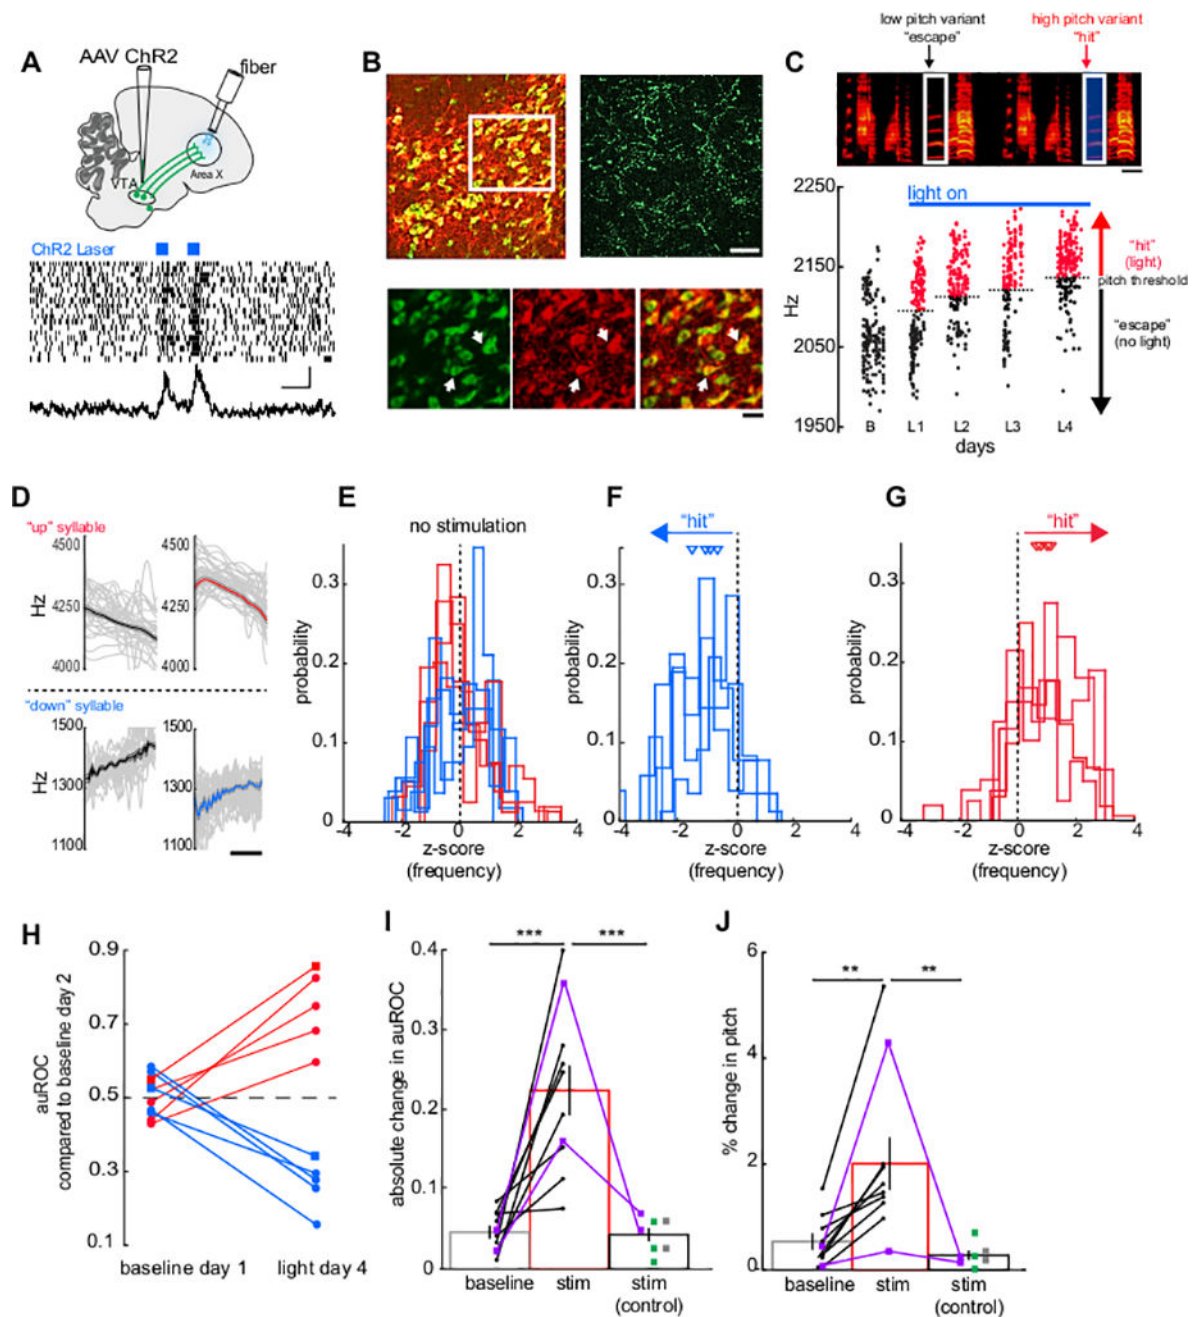 A
AAV ChR2
fiber
VTA
Area X
ChR2 Laser
B
C
low pitch variant
"escape"
high pitch variant
"hit"
2250
2150
2050
1950
Hz
light on
"hit"
(light)
pitch threshold
"escape"
(no light)
B L1 L2 L3 L4
days
D
"up" syllable
4500
4250
4000
Hz
4500
4250
4000
"down" syllable
1500
1300
1100
Hz
1500
1300
1100
E
no stimulation
probability
0.3
0.2
0.1
0
-4 -2 0 2 4
z-score
(frequency)
F
"hit"
probability
0.3
0.2
0.1
0
-4 -2 0 4
z-score
(frequency)
G
"hit"
probability
0.3
0.2
0.1
0
-4 -2 0 2 4
z-score
(frequency)
H
auROC
compared to baseline day 2
0.9
0.7
0.5
0.3
0.1
baseline day 1 light day 4
I
absolute change in auROC
0.4
0.3
0.2
0.1
0
*** ***
baseline stim stim
(control)
J
% change in pitch
6
4
2
0
** **
baseline stim stim
(control)